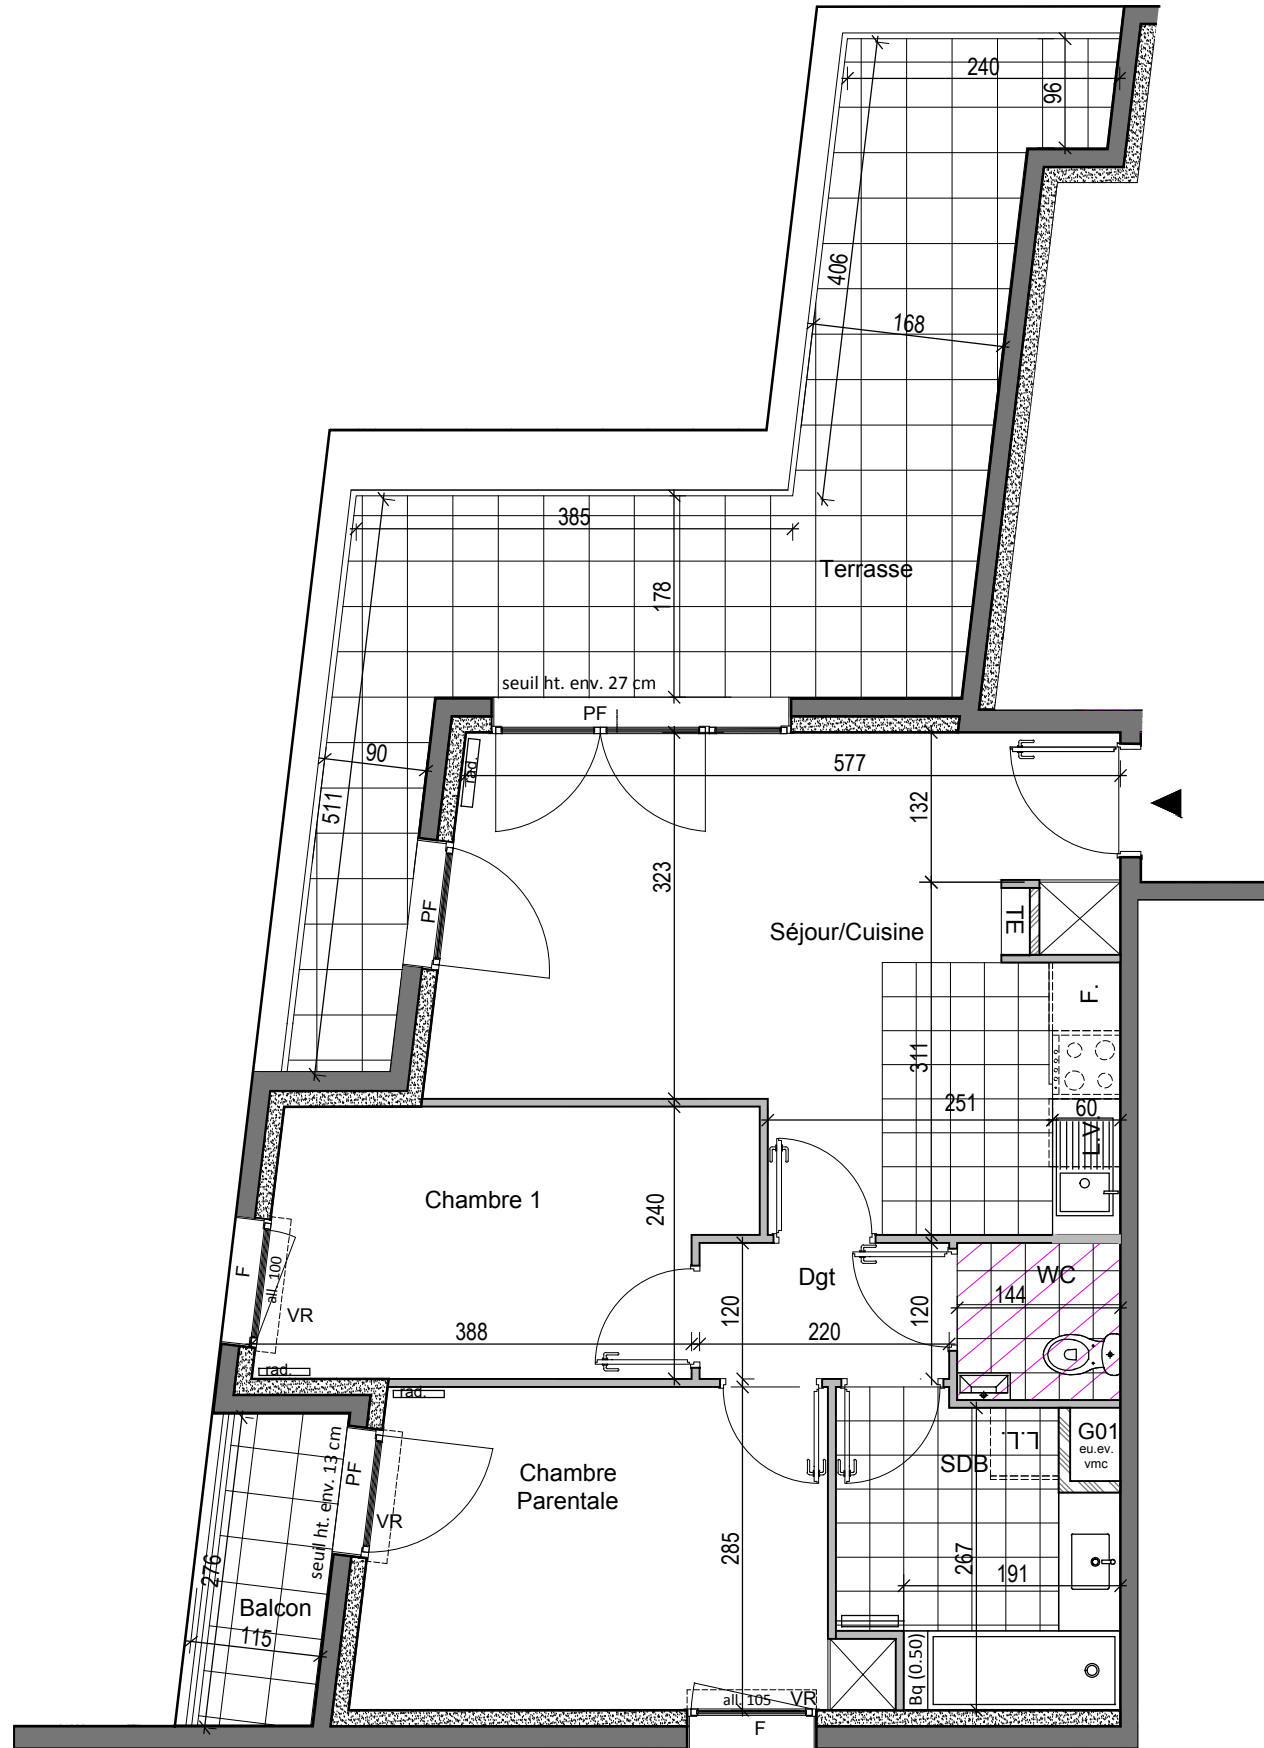 240
96
406
168
385
Terrasse
178
seuil ht. env. 27 cm
PF
577
90
rad.
511
132
323
PF
TE
Séjour/Cuisine
F.
311
251
60
L.V.
Chambre 1
240
F
all. 100
VR
Dgt
WC
144
120
120
388
220
rad.
rad.
seuil ht. env. 13 cm
PF
VR
Chambre
Parentale
L.L.
SDB
G01
eu.ev.
vmc
285
267
191
276
Balcon
115
Bq (0.50)
all. 105
VR
F